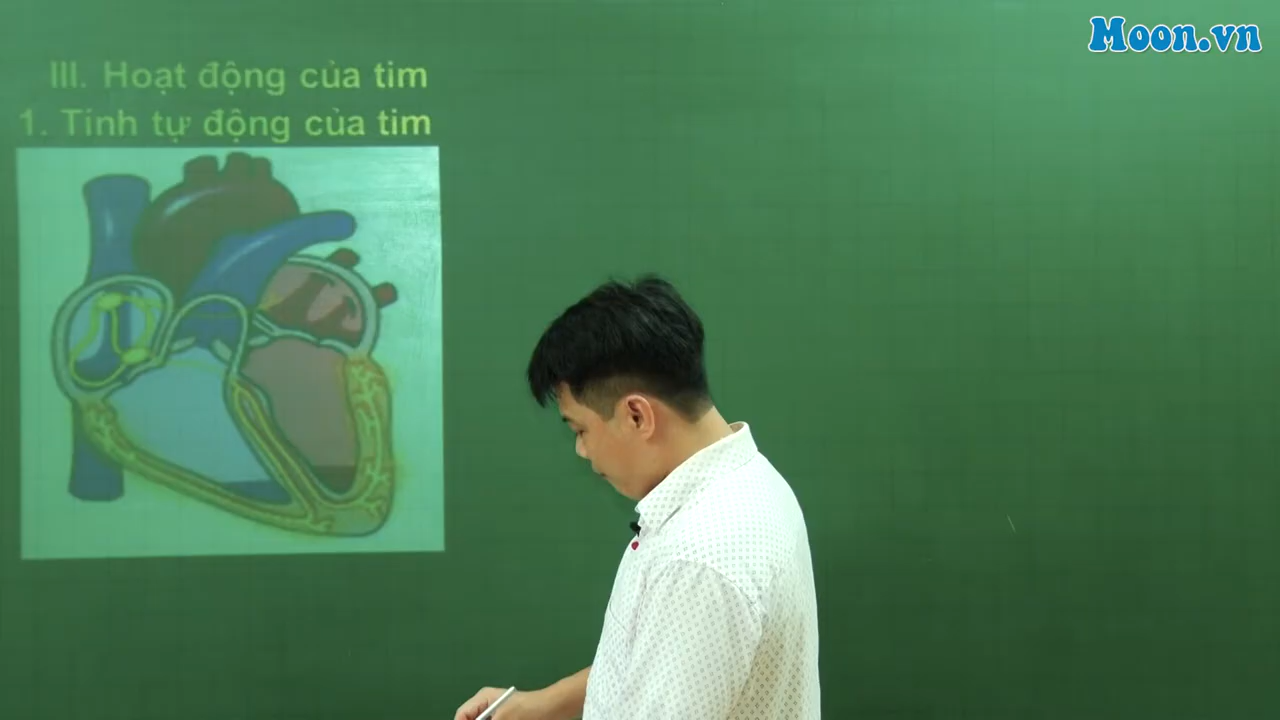 Moon.vn
III. Hoạt động của tim
1. Tính tự động của tim